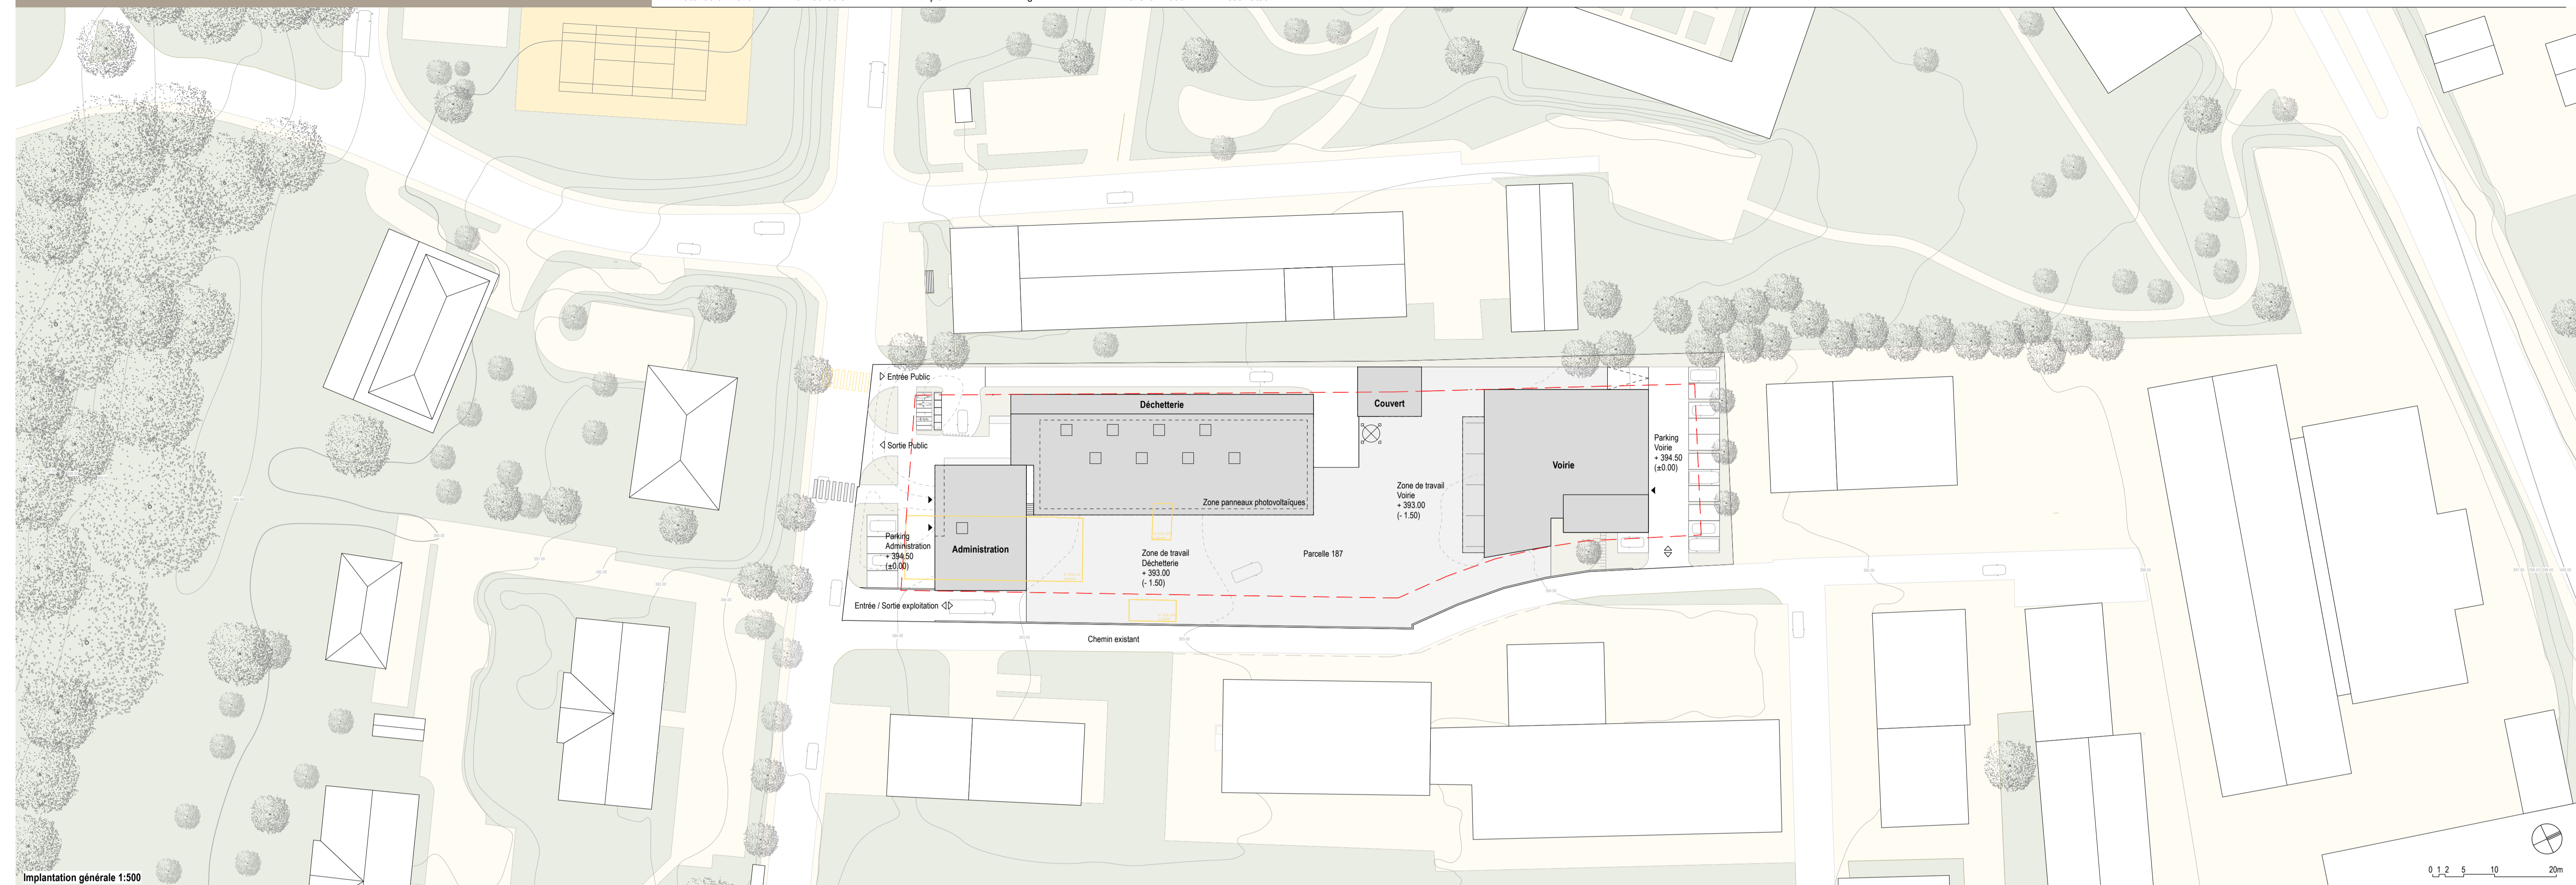 Entrée Public
Déchetterie
Couvert
Sortie Public
Parking
Voirie
+ 394.50
(±0.00)
Voirie
Zone de travail
Voirie
+ 393.00
(- 1.50)
Zone panneaux photovoltaïques
Parking
Administration
+ 394.50
(±0.00)
Administration
Zone de travail
Déchetterie
+ 393.00
(- 1.50)
Parcelle 187
Entrée / Sortie exploitation
Chemin existant
Implantation générale 1:500
0 1 2 5 10 20m